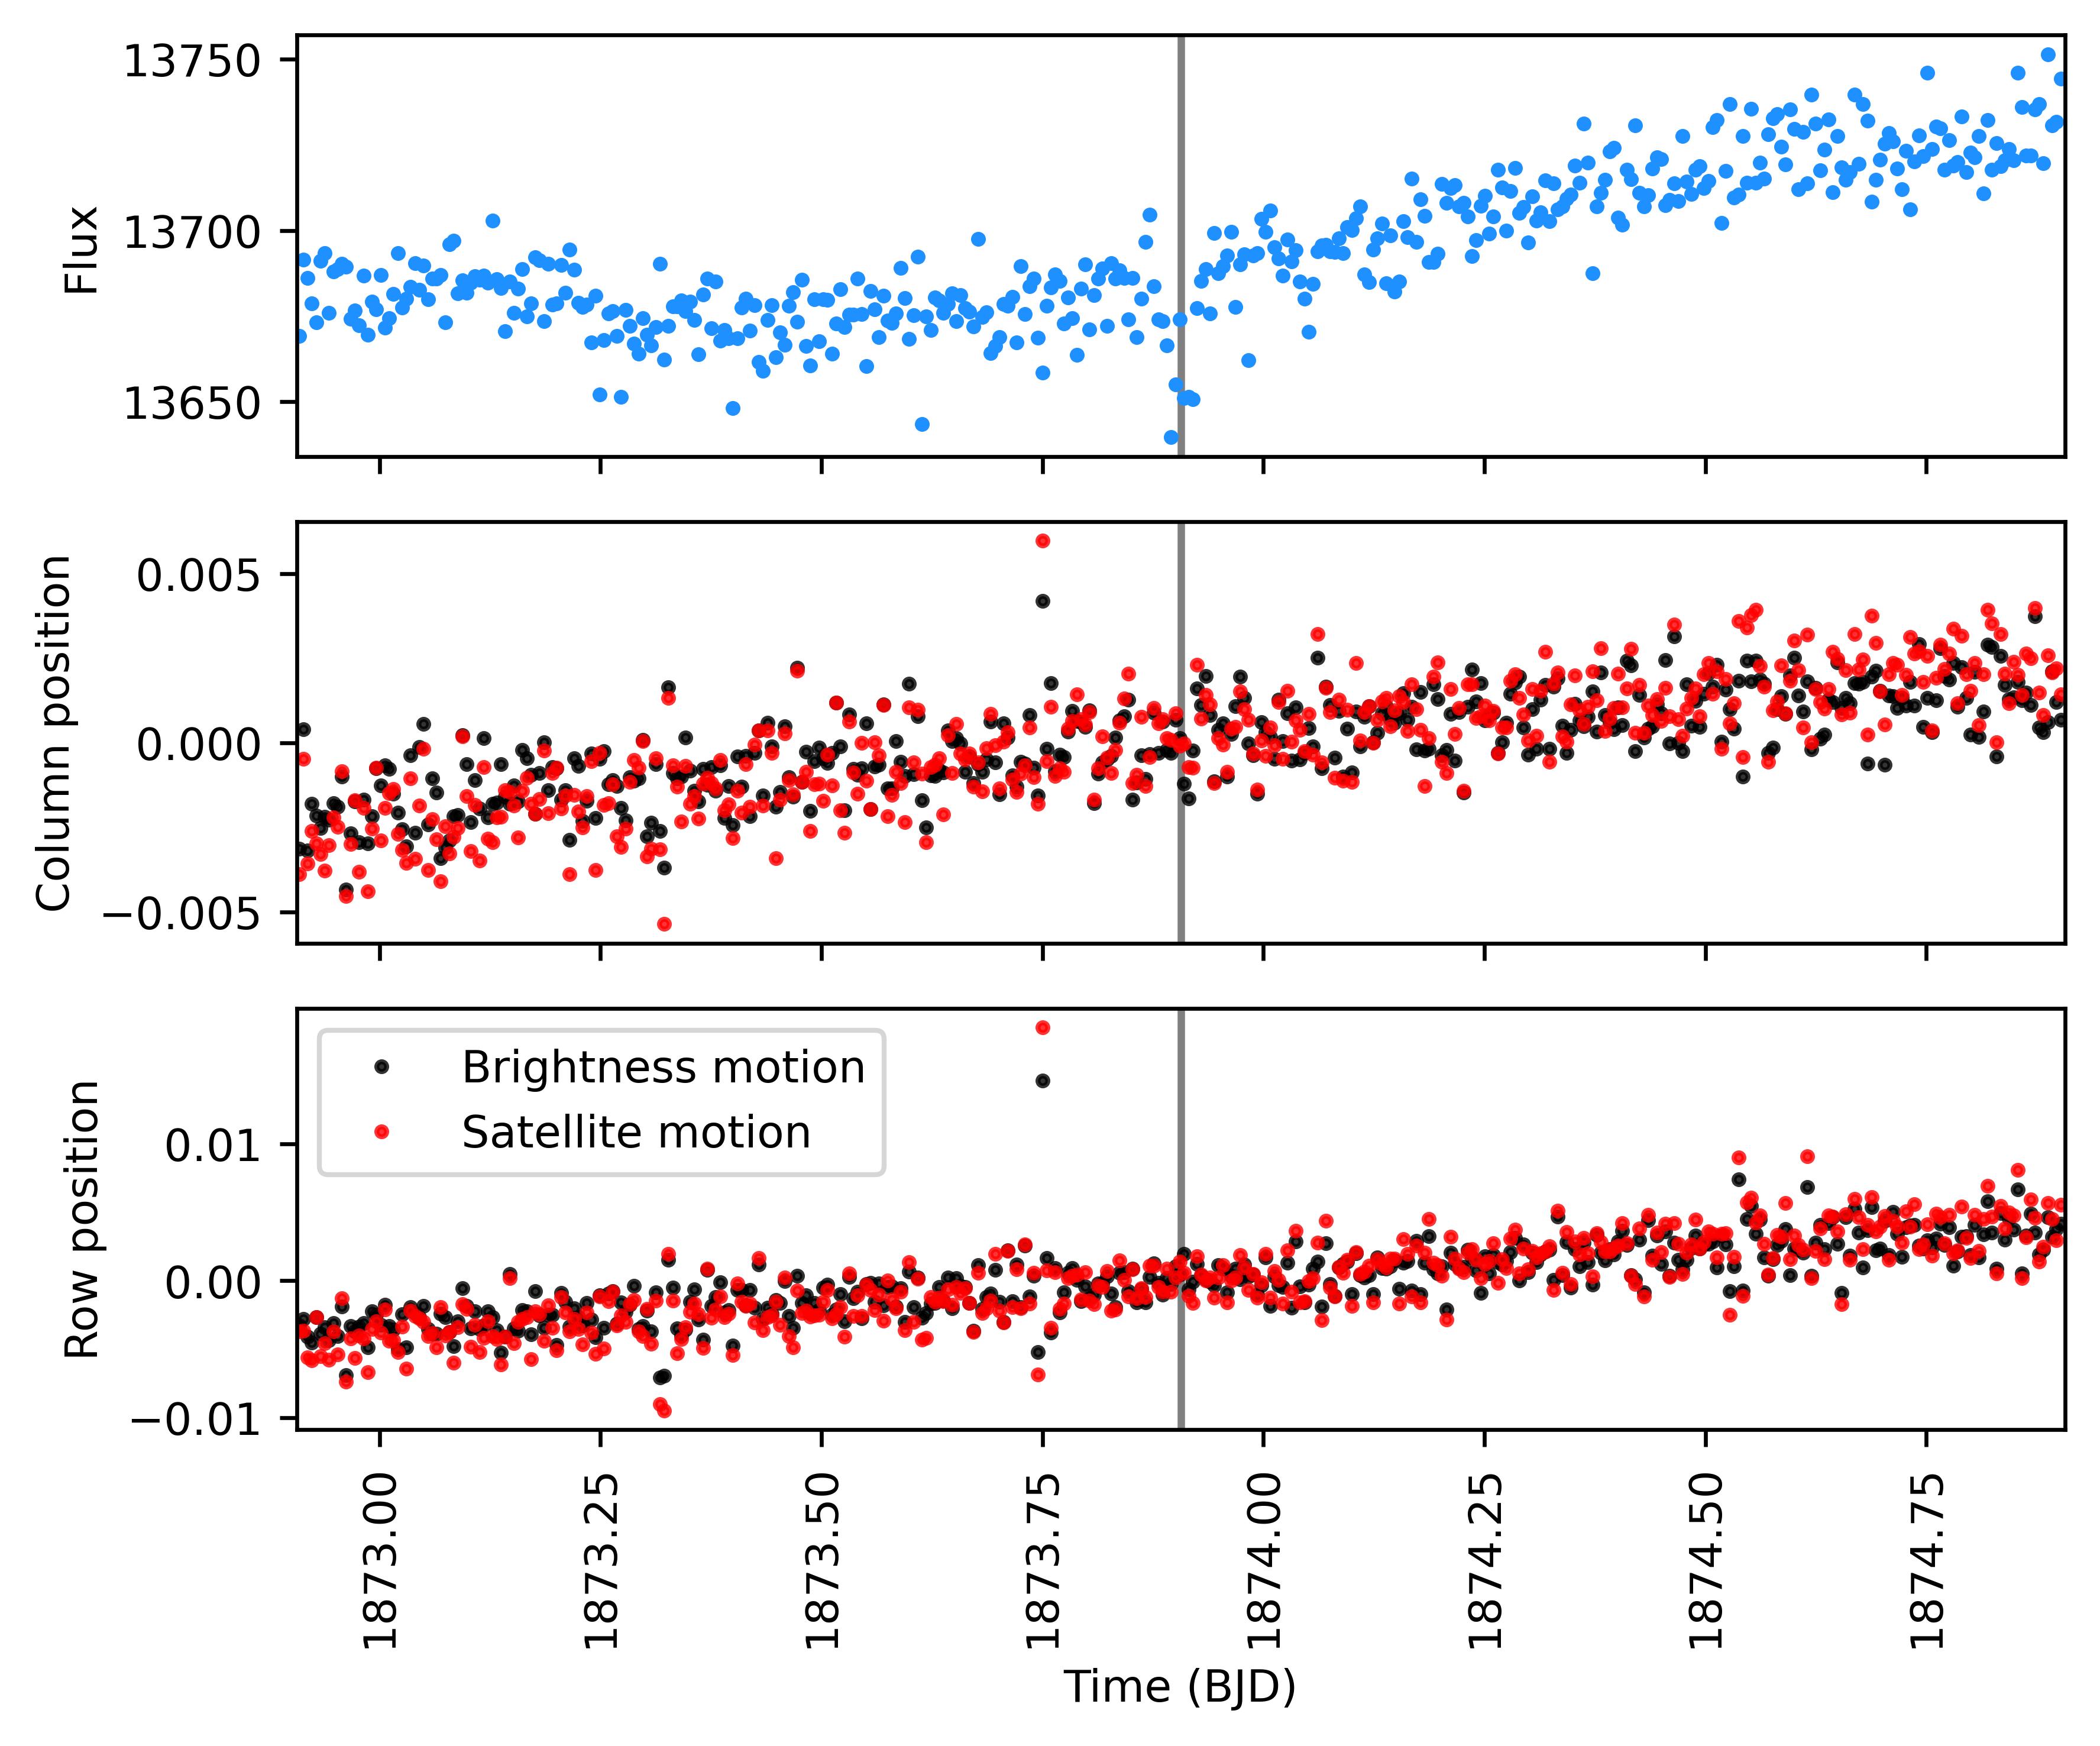 13750
13700
13650
Flux
0.005
0.000
−0.005
Column position
Brightness motion
Satellite motion
0.01
0.00
−0.01
Row position
1873.00
1873.25
1873.50
1873.75
1874.00
1874.25
1874.50
1874.75
Time (BJD)